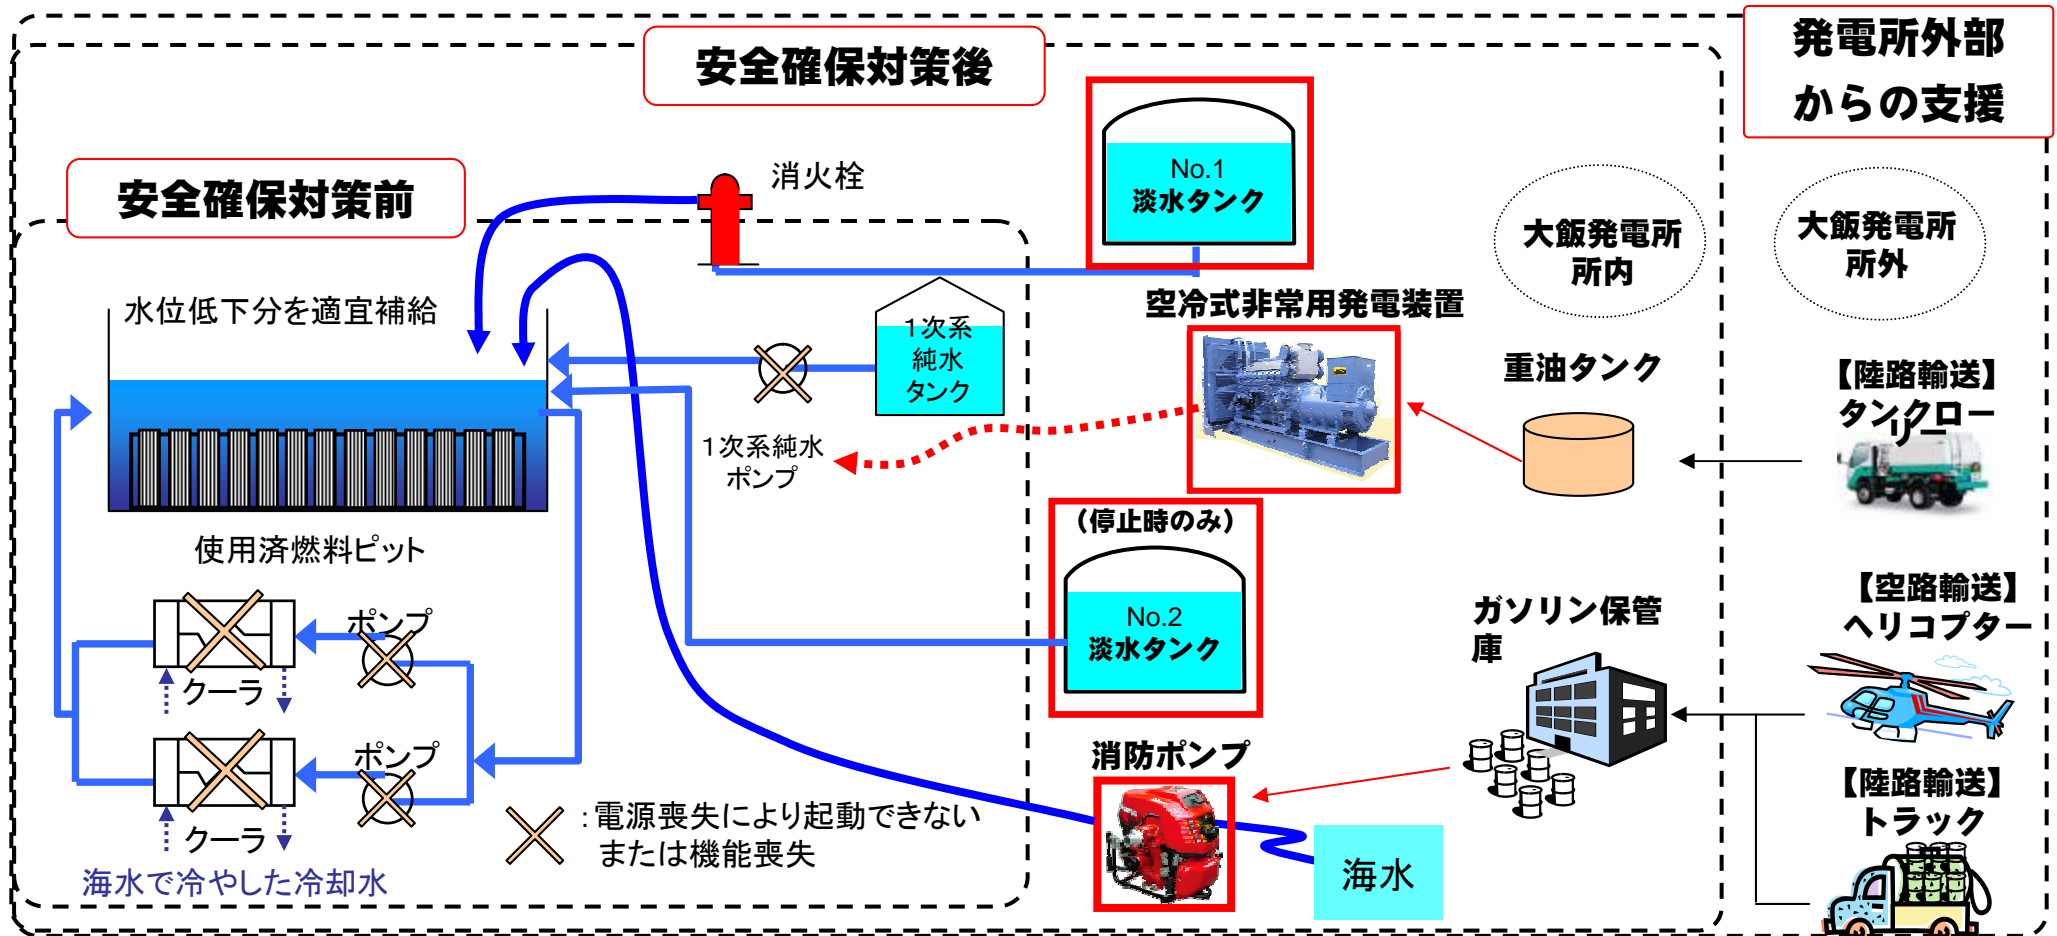 発電所外部
からの支援
安全確保対策後
安全確保対策前
消火栓
No.1
淡水タンク
大飯発電所
所内
大飯発電所
所外
水位低下分を適宜補給
1次系
純水
タンク
空冷式非常用発電装置
重油タンク
【陸路輸送】
タンクロー
リー
1次系純水
ポンプ
使用済燃料ピット
(停止時のみ)
No.2
淡水タンク
ガソリン保管
庫
【空路輸送】
ヘリコプター
ポンプ
クーラ
ポンプ
クーラ
海水で冷やした冷却水
:電源喪失により起動できない
または機能喪失
消防ポンプ
海水
【陸路輸送】
トラック